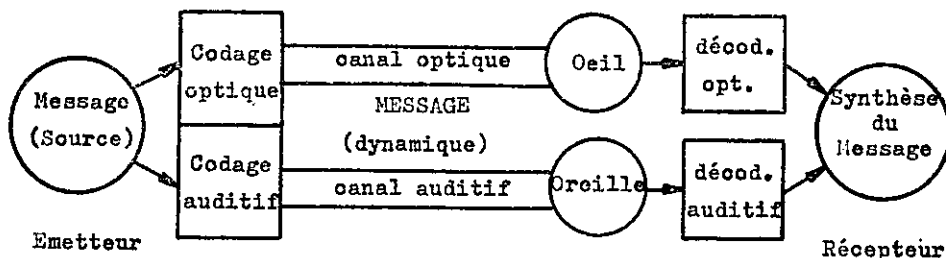 Message
(Source)
Emetteur
Codage
optique
Codage
auditif
canal optique
MESSAGE
(dynamique)
canal auditif
Oeil
Oreille
décod.
opt.
décod.
auditif
Synthèse
du
Message
Récepteur